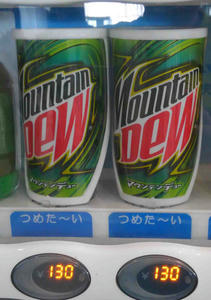 Mountain Mountain
Dew Dew
マウンテンデュー マウンテンデュー
つめた〜い つめた〜い
¥130 ¥130